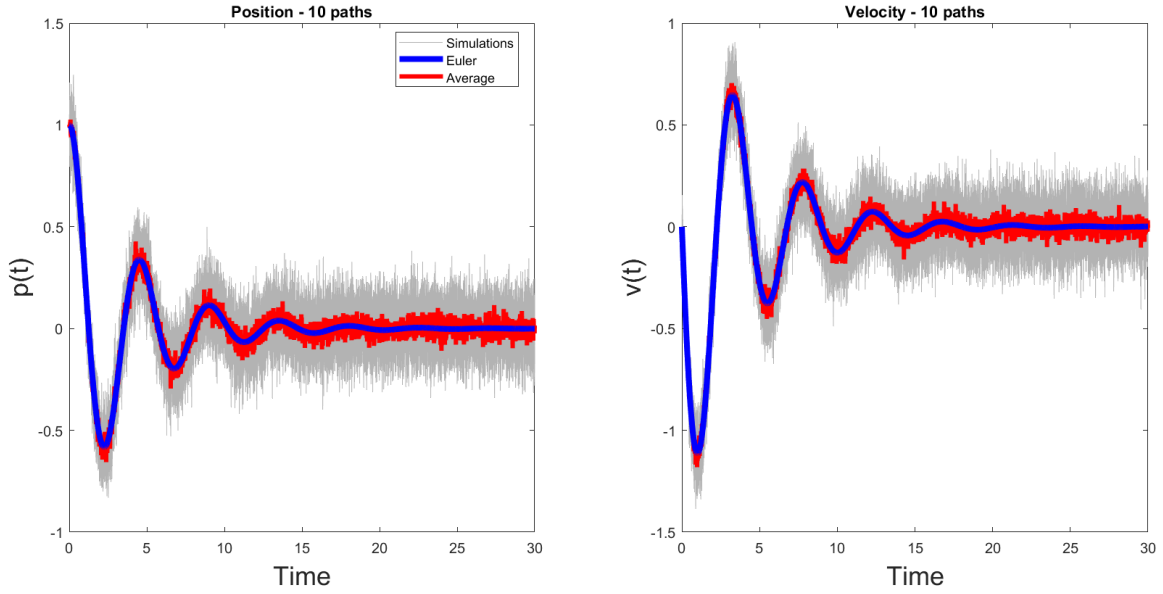 Position - 10 paths
1.5
1
0.5
0
-0.5
-1
p(t)
Simulations
Euler
Average
0 5 10 15 20 25 30
Time
Velocity - 10 paths
1
0.5
0
-0.5
-1
-1.5
v(t)
0 5 10 15 20 25 30
Time